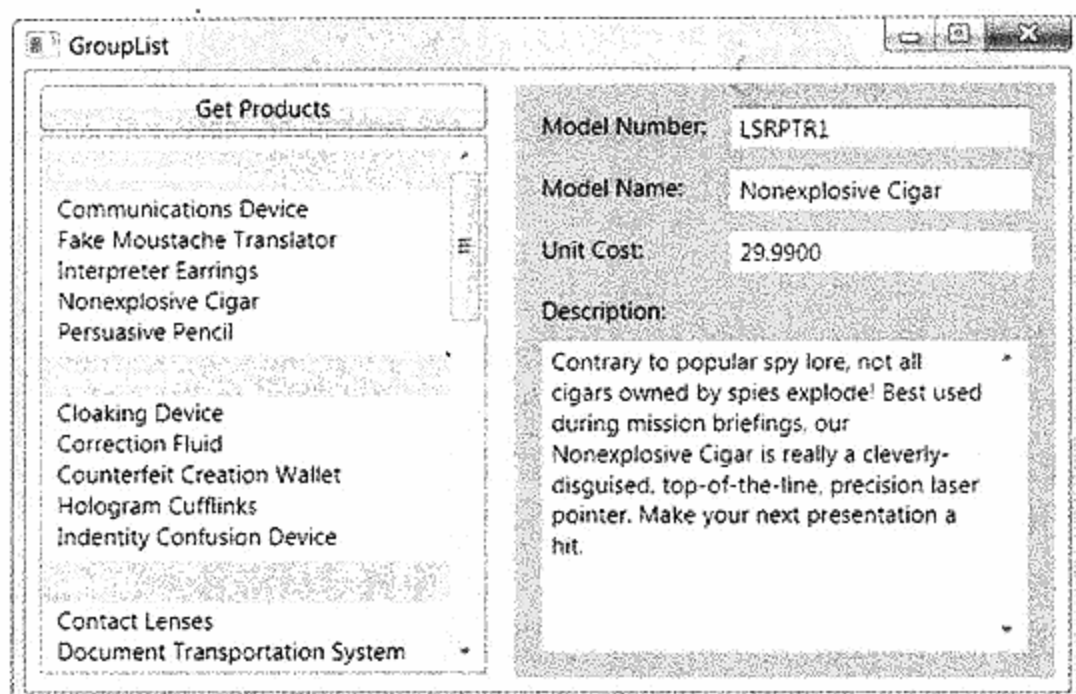 GroupList
Get Products
Communications Device
Fake Moustache Translator
Interpreter Earrings
Nonexplosive Cigar
Persuasive Pencil
Cloaking Device
Correction Fluid
Counterfeit Creation Wallet
Hologram Cufflinks
Indentity Confusion Device
Contact Lenses
Document Transportation System
Model Number: LSRPTR1
Model Name: Nonexplosive Cigar
Unit Cost: 29.9900
Description:
Contrary to popular spy lore, not all
cigars owned by spies explode! Best used
during mission briefings, our
Nonexplosive Cigar is really a cleverly-
disguised, top-of-the-line, precision laser
pointer. Make your next presentation a
hit.